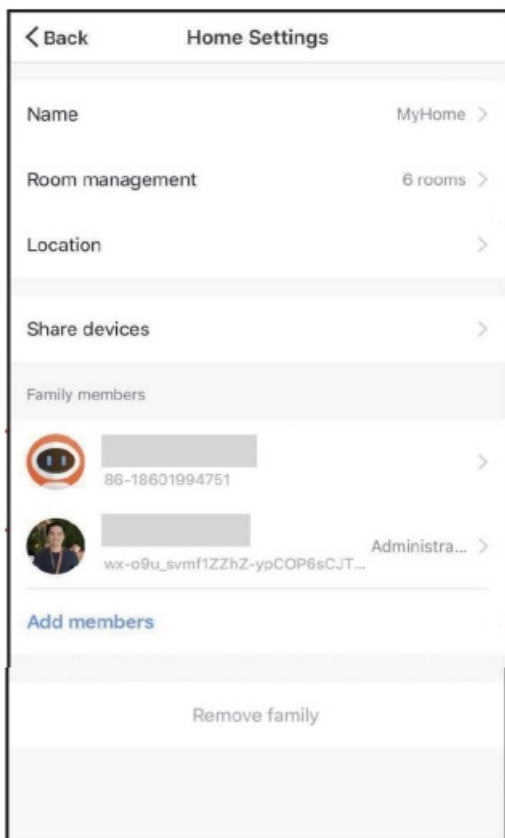 Back
Home Settings
Name
MyHome
Room management
6 rooms
Location
Share devices
Family members
86-18601994751
Administra...
wx-o9u_svmf1ZZhZ-ypCOP6sCJT...
Add members
Remove family